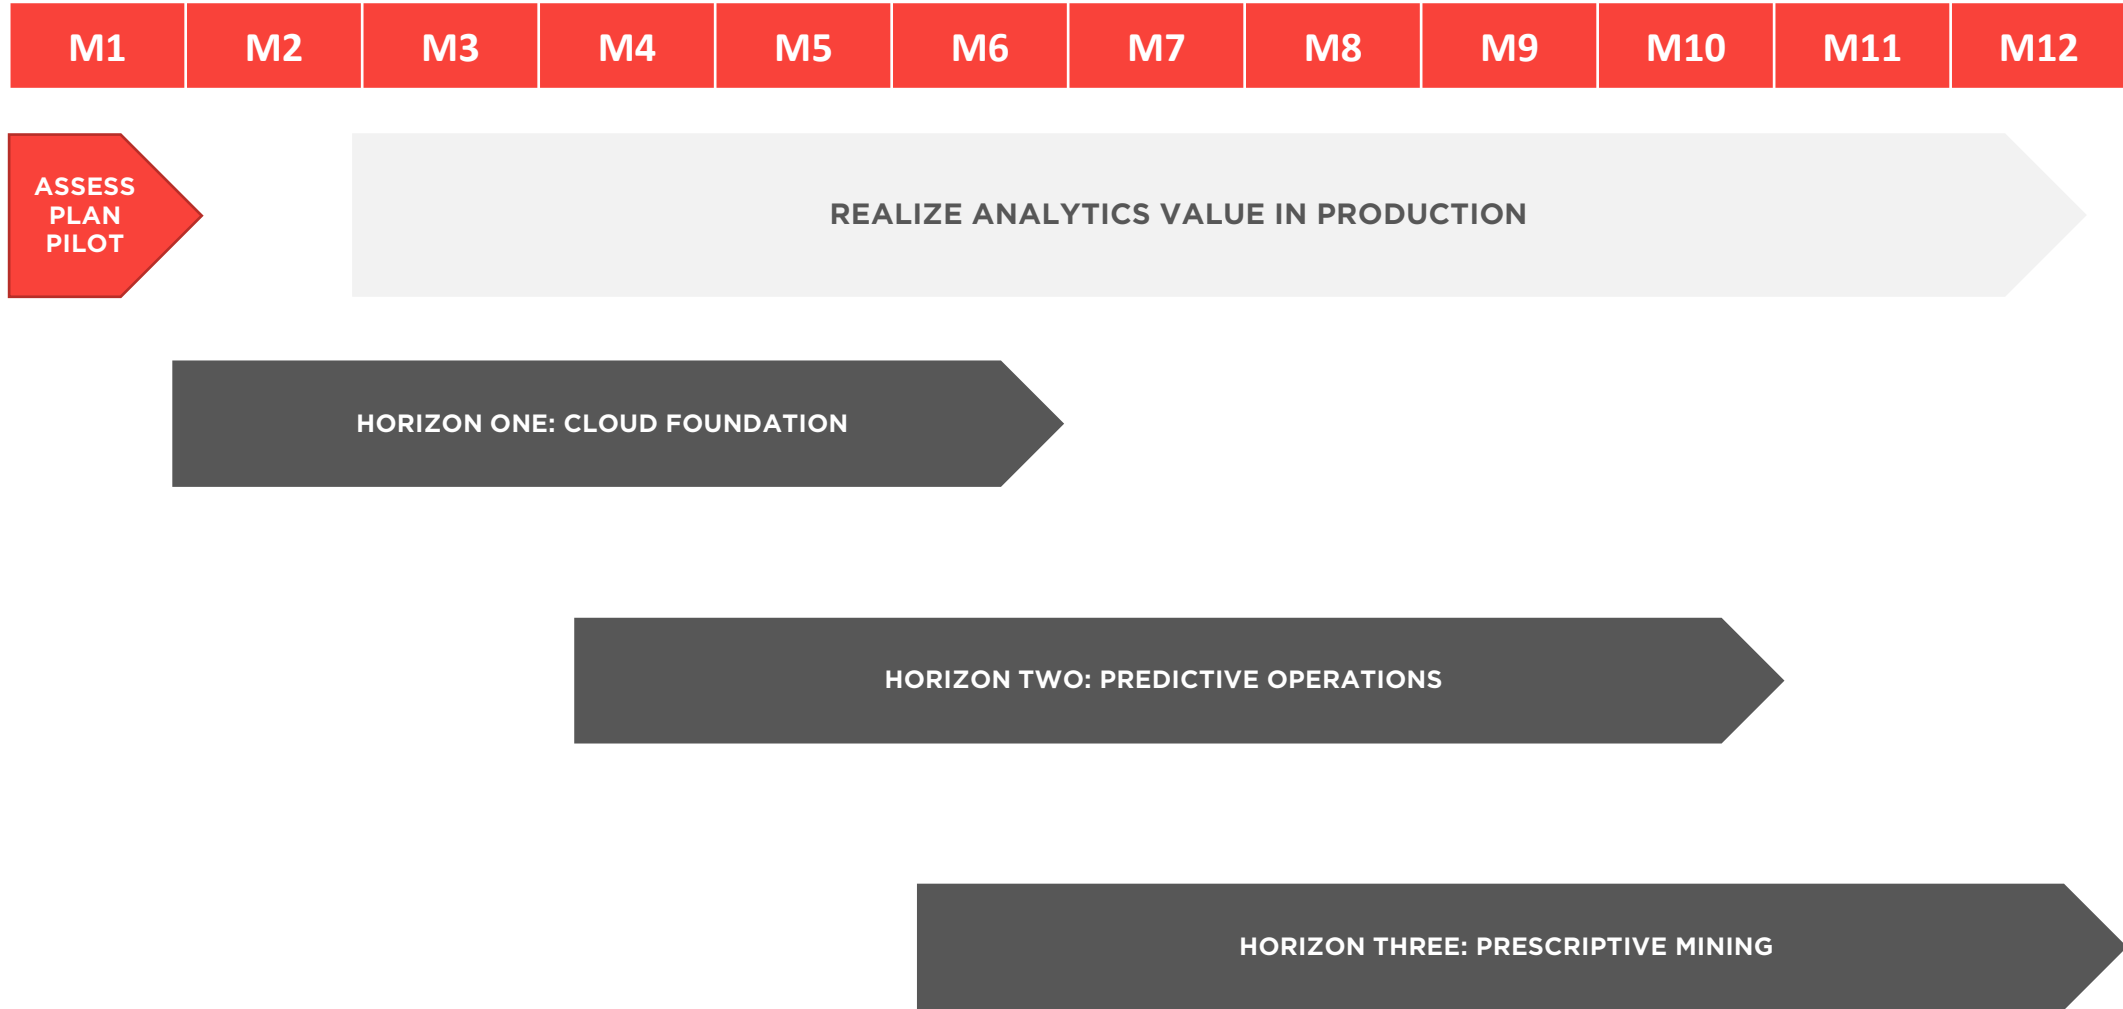 M1 M2 M3 M4 M5 M6 M7 M8 M9 M10 M11 M12
ASSESS
PLAN
PILOT
REALIZE ANALYTICS VALUE IN PRODUCTION
HORIZON ONE: CLOUD FOUNDATION
HORIZON TWO: PREDICTIVE OPERATIONS
HORIZON THREE: PRESCRIPTIVE MINING